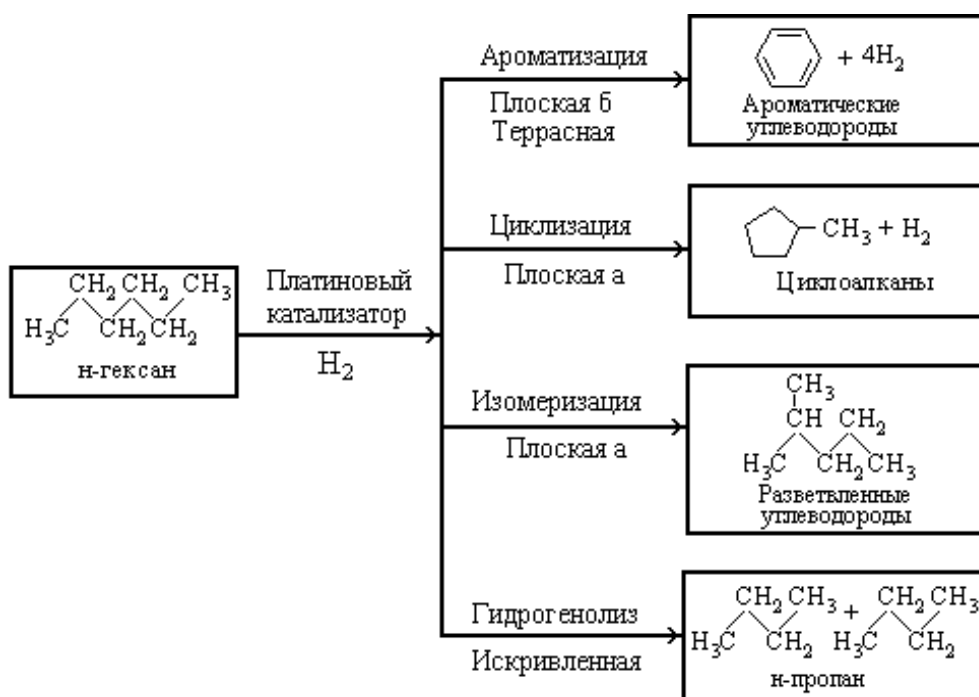 Ароматизация
Плоская б
Террасная
+ 4H₂
Ароматические
углеводороды
Циклизация
Плоская а
CH₃ + H₂
Циклоалканы
CH₂ CH₂ CH₃
H₃C CH₂ CH₂
н-гексан
Платиновый
катализатор
H₂
Изомеризация
Плоская а
CH₃
CH CH₂
H₃C CH₂ CH₃
Разветвленные
углеводороды
Гидрогенолиз
Искривленная
CH₂ CH₃ + CH₂ CH₃
H₃C CH₂ H₃C CH₂
н-пропан